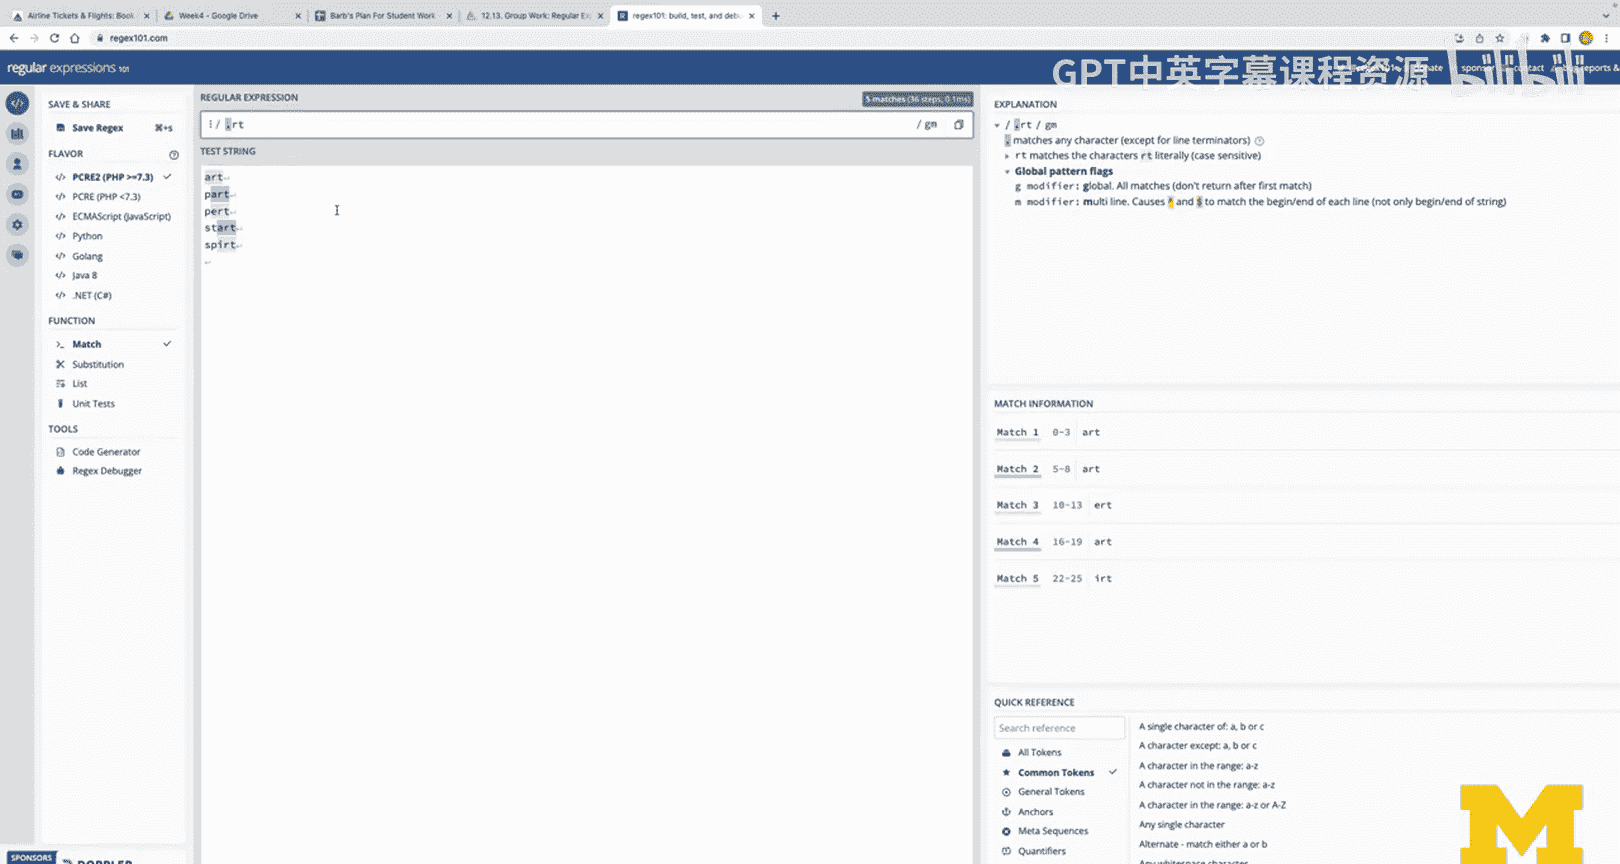 Airline Tickets & Flights: Book
Week4 - Google Drive
Barb's Plan For Student Work
12.13. Group Work: Regular Ex
regex101: build, test, and deb
regex101.com
regular expressions 101
GPT中英字幕课程资源
bilibili
donate
sponsor
contact
bug reports &
SAVE & SHARE
Save Regex ⌘+s
FLAVOR
PCRE2 (PHP >=7.3)
PCRE (PHP <7.3)
ECMAScript (JavaScript)
Python
Golang
Java 8
.NET (C#)
FUNCTION
Match
Substitution
List
Unit Tests
TOOLS
Code Generator
Regex Debugger
SPONSORS
DOPPLER
REGULAR EXPRESSION
5 matches (36 steps, 0.1ms)
/ .rt / gm
TEST STRING
art
part
pert
start
spirt
EXPLANATION
/ .rt / gm
. matches any character (except for line terminators)
rt matches the characters rt literally (case sensitive)
Global pattern flags
g modifier: global. All matches (don't return after first match)
m modifier: multi line. Causes ^ and $ to match the begin/end of each line (not only begin/end of string)
MATCH INFORMATION
Match 1 0-3 art
Match 2 5-8 art
Match 3 10-13 ert
Match 4 16-19 art
Match 5 22-25 irt
QUICK REFERENCE
Search reference
All Tokens
Common Tokens
General Tokens
Anchors
Meta Sequences
Quantifiers
A single character of: a, b or c
A character except: a, b or c
A character in the range: a-z
A character not in the range: a-z
A character in the range: a-z or A-Z
Any single character
Alternate - match either a or b
Any whitespace character
M